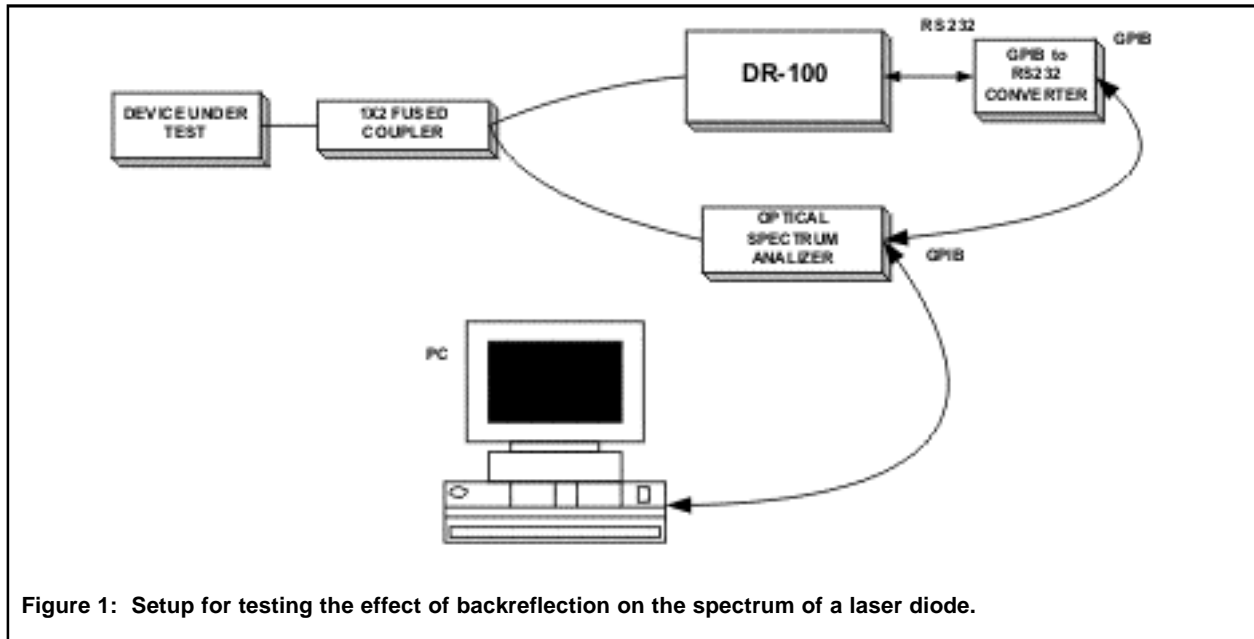 RS232
GPIB
DR-100
GPIB to
RS232
CONVERTER
DEVICE UNDER
TEST
1X2 FUSED
COUPLER
OPTICAL
SPECTRUM
ANALIZER
GPIB
PC
Figure 1: Setup for testing the effect of backreflection on the spectrum of a laser diode.